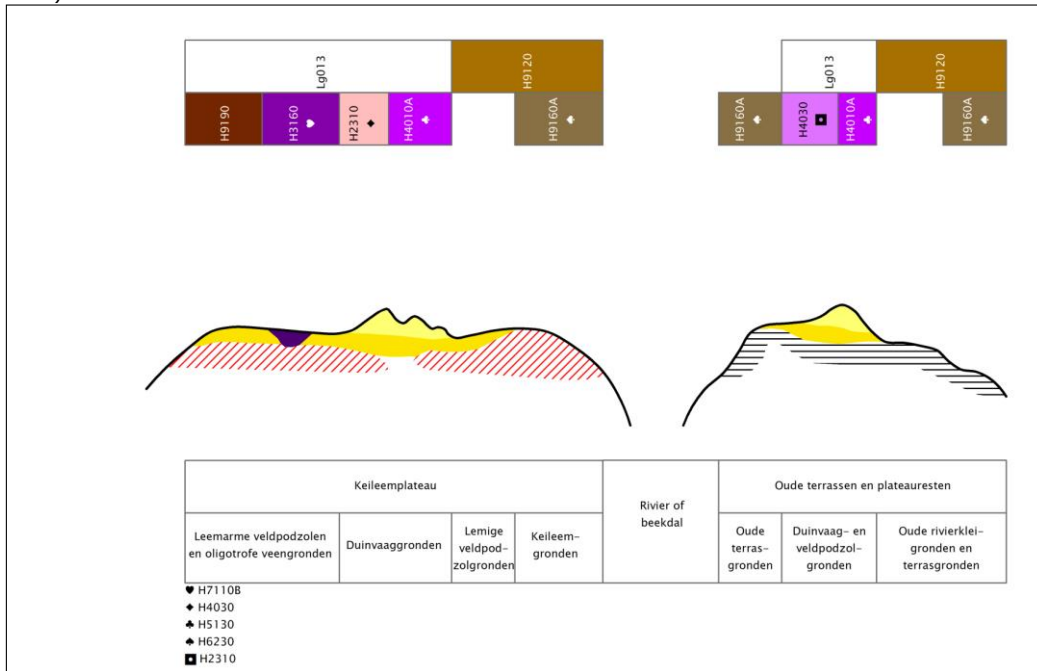 Lg013
H9120
Lg013
H9120
H9190
H3160 ♥
H2310 ◆
H4010A ♣
H9160A ♠
H9160A ♠
H4030 ◘
H4010A ♣
H9160A ♠
Keileemplateau
Rivier of
beekdal
Oude terrassen en plateauresten
Leemarme veldpodzolen
en oligotrofe veengronden
Duinvaaggronden
Lemige
veldpod-
zolgronden
Keileem-
gronden
Oude
terras-
gronden
Duinvaag- en
veldpodzol-
gronden
Oude rivierklei-
gronden en
terrasgronden
♥ H7110B
◆ H4030
♣ H5130
♠ H6230
◘ H2310